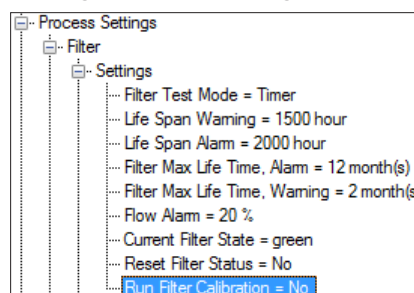 Process Settings
Filter
Settings
Filter Test Mode = Timer
Life Span Warning = 1500 hour
Life Span Alarm = 2000 hour
Filter Max Life Time, Alarm = 12 month(s)
Filter Max Life Time, Warning = 2 month(s
Flow Alarm = 20 %
Current Filter State = green
Reset Filter Status = No
Run Filter Calibration = No